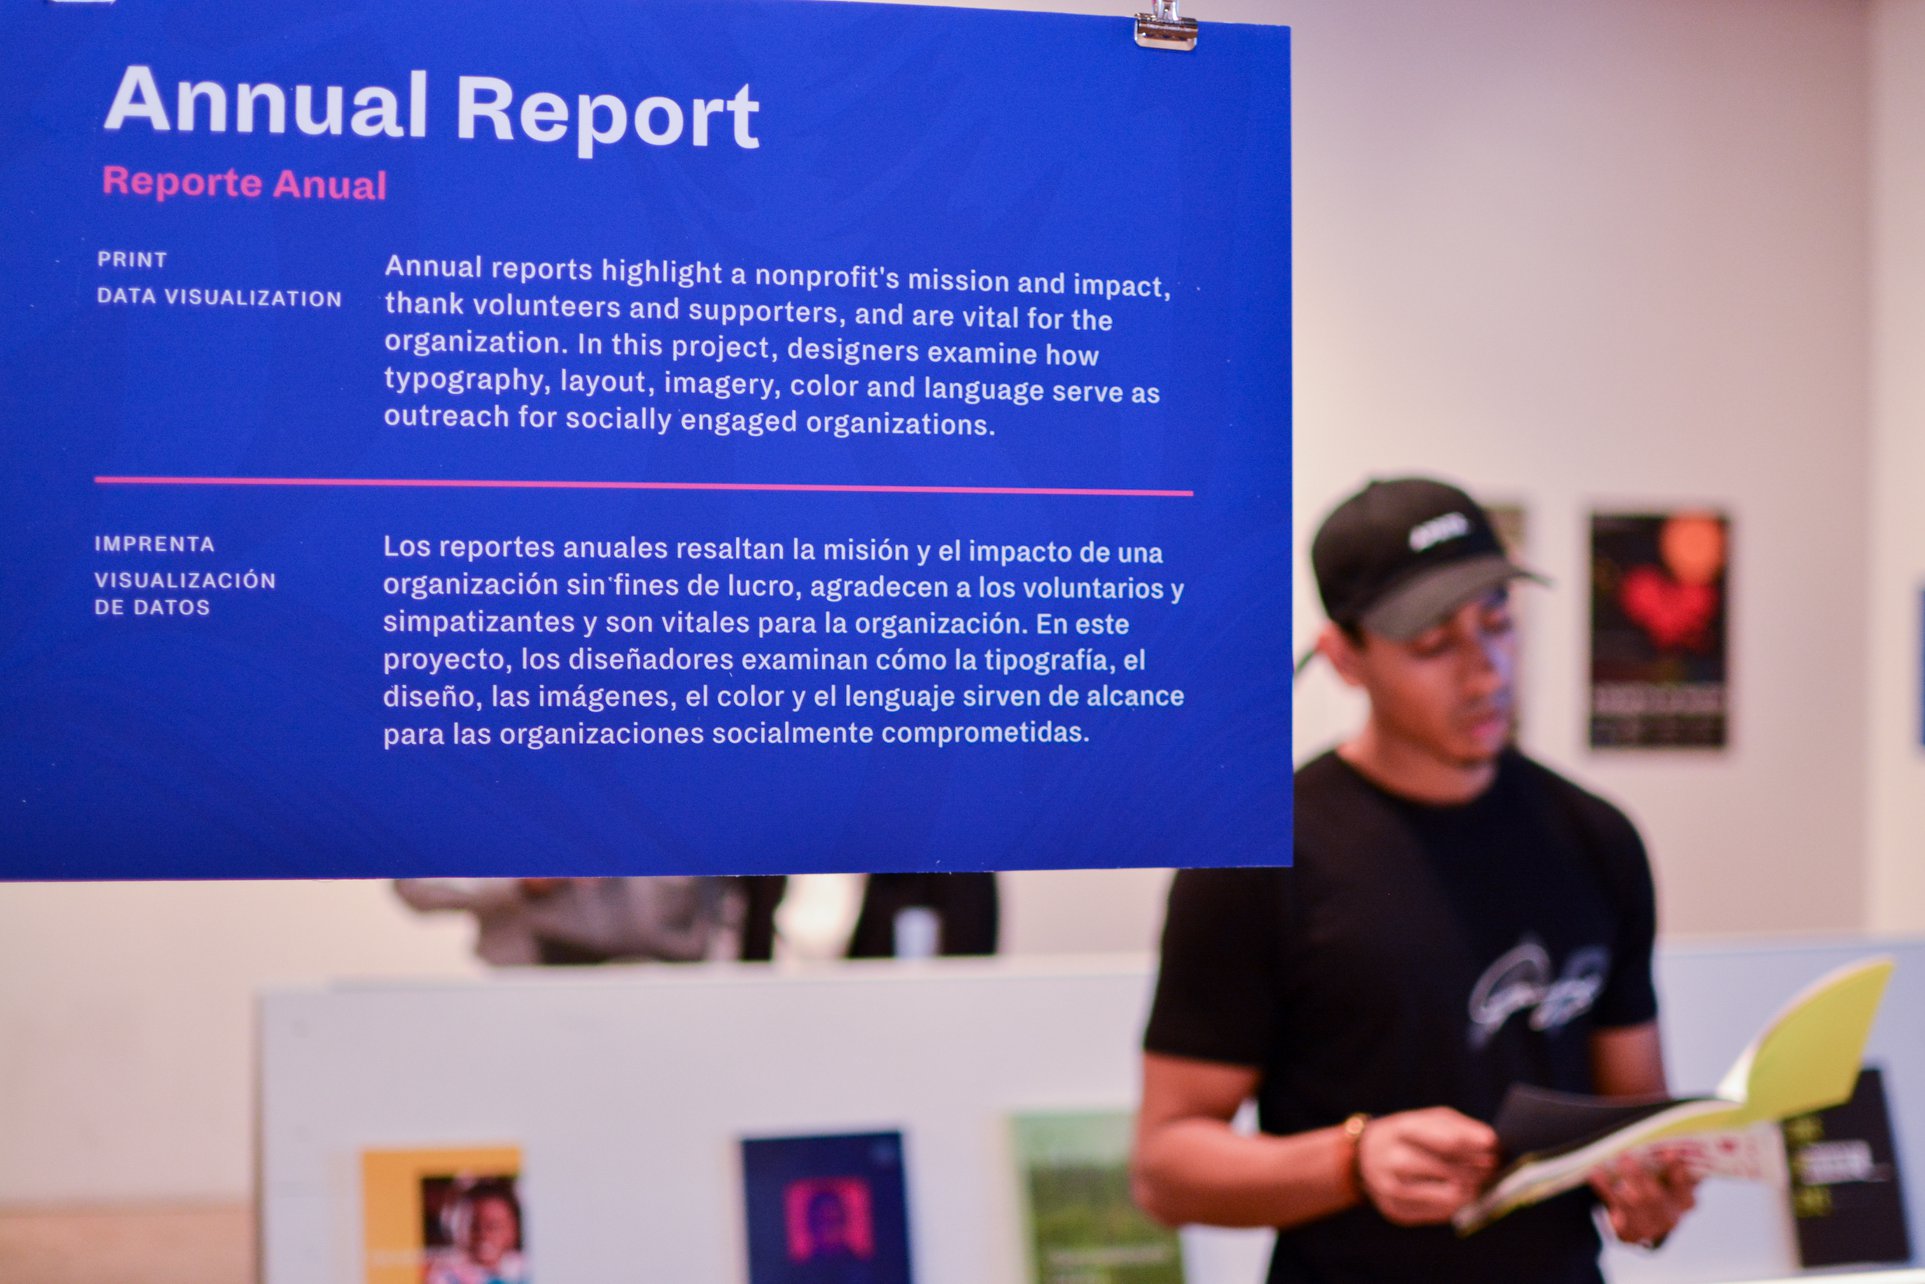 Annual Report
Reporte Anual
PRINT
DATA VISUALIZATION
Annual reports highlight a nonprofit's mission and impact,
thank volunteers and supporters, and are vital for the
organization. In this project, designers examine how
typography, layout, imagery, color and language serve as
outreach for socially engaged organizations.
IMPRENTA
VISUALIZACIÓN
DE DATOS
Los reportes anuales resaltan la misión y el impacto de una
organización sin fines de lucro, agradecen a los voluntarios y
simpatizantes y son vitales para la organización. En este
proyecto, los diseñadores examinan cómo la tipografía, el
diseño, las imágenes, el color y el lenguaje sirven de alcance
para las organizaciones socialmente comprometidas.